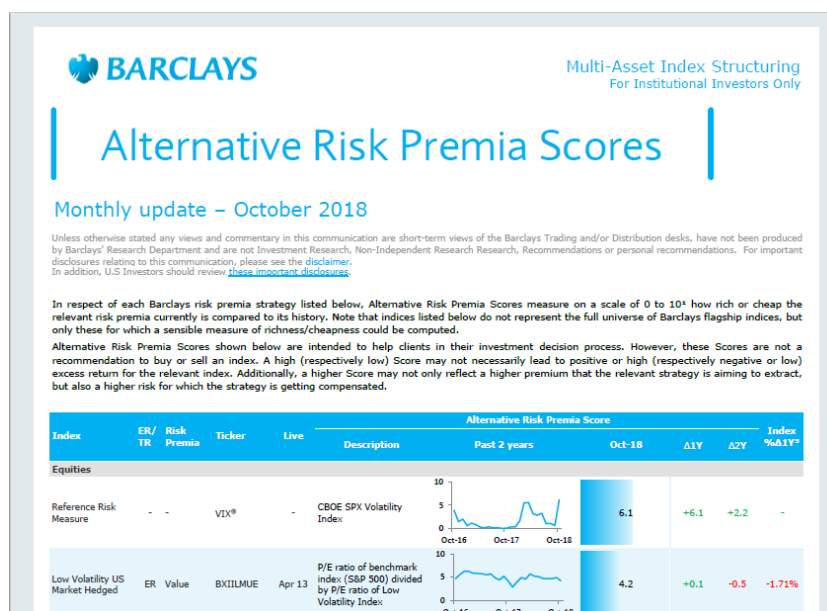 BARCLAYS
Multi-Asset Index Structuring
For Institutional Investors Only
Alternative Risk Premia Scores
Monthly update – October 2018
Unless otherwise stated any views and commentary in this communication are short-term views of the Barclays Trading and/or Distribution desks, have not been produced
by Barclays' Research Department and are not Investment Research, Non-Independent Research Research, Recommendations or personal recommendations. For important
disclosures relating to this communication, please see the disclaimer.
In addition, U.S Investors should review these important disclosures.
In respect of each Barclays risk premia strategy listed below, Alternative Risk Premia Scores measure on a scale of 0 to 10¹ how rich or cheap the
relevant risk premia currently is compared to its history. Note that indices listed below do not represent the full universe of Barclays flagship indices, but
only these for which a sensible measure of richness/cheapness could be computed.
Alternative Risk Premia Scores shown below are intended to help clients in their investment decision process. However, these Scores are not a
recommendation to buy or sell an index. A high (respectively low) Score may not necessarily lead to positive or high (respectively negative or low)
excess return for the relevant index. Additionally, a higher Score may not only reflect a higher premium that the relevant strategy is aiming to extract,
but also a higher risk for which the strategy is getting compensated.
Alternative Risk Premia Score
Index ER/ TR Risk Premia Ticker Live Description Past 2 years Oct-18 Δ1Y Δ2Y Index %Δ1Y²
Equities
Reference Risk Measure - - VIX® - CBOE SPX Volatility Index 6.1 +6.1 +2.2 -
10
5
0
Oct-16 Oct-17 Oct-18
Low Volatility US Market Hedged ER Value BXIILMUE Apr 13 P/E ratio of benchmark index (S&P 500) divided by P/E ratio of Low Volatility Index 4.2 +0.1 -0.5 -1.71%
10
5
0